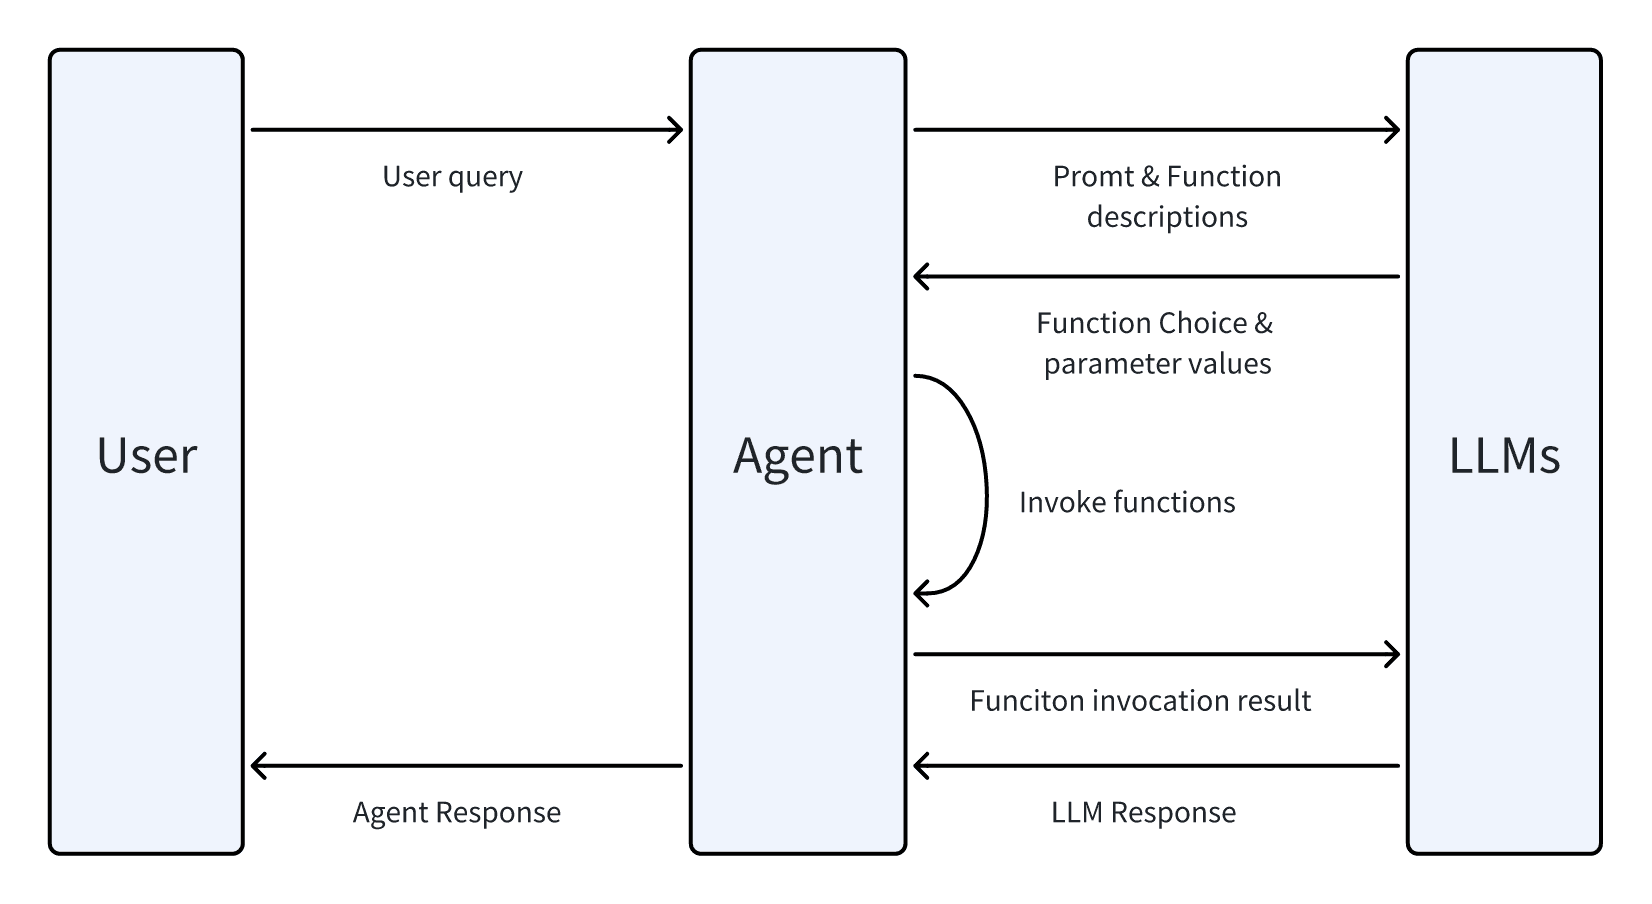 User query
Promt & Function
descriptions
Function Choice &
parameter values
User
Agent
LLMs
Invoke functions
Funciton invocation result
Agent Response
LLM Response